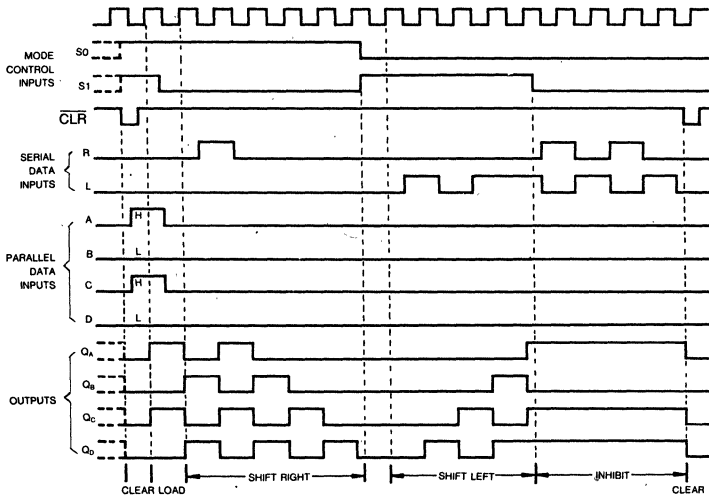 MODE
CONTROL
INPUTS
S0
S1
CLR
SERIAL
DATA
INPUTS
R
L
PARALLEL
DATA
INPUTS
A
H
B
L
C
H
D
L
OUTPUTS
QA
QB
QC
QD
CLEAR LOAD
SHIFT RIGHT
SHIFT LEFT
INHIBIT
CLEAR